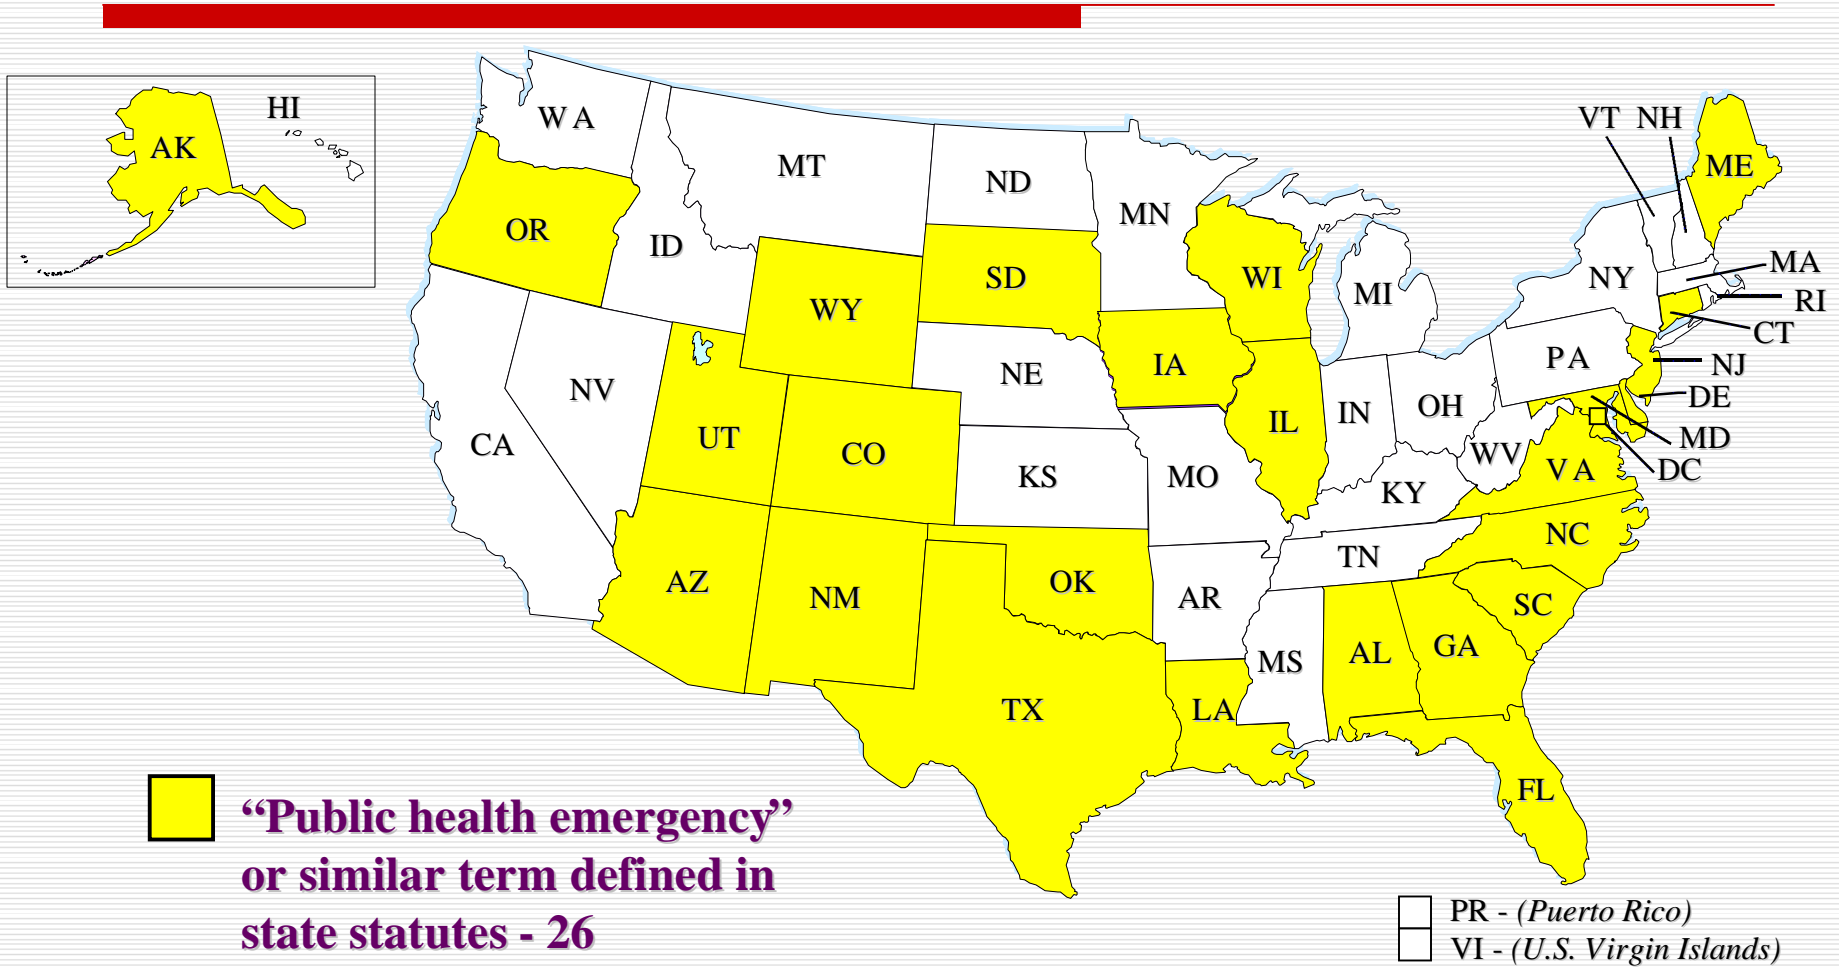 HI
AK
WA
MT
ND
MN
OR
ID
SD
WI
MI
WY
NE
IA
NV
UT
CO
CA
KS
MO
IL
IN
OH
PA
NY
VT NH
ME
MA
RI
CT
NJ
DE
MD
DC
WV
VA
KY
NC
TN
SC
AZ
NM
OK
AR
MS
AL
GA
TX
LA
FL
“Public health emergency”
or similar term defined in
state statutes - 26
PR - (Puerto Rico)
VI - (U.S. Virgin Islands)